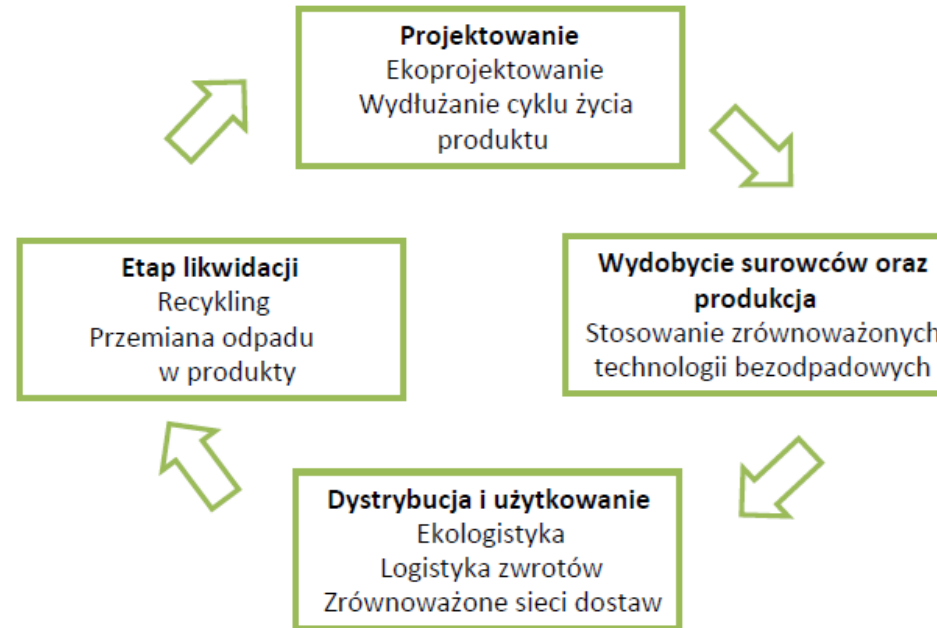 Projektowanie
Ekoprojektowanie
Wydłużanie cyklu życia
produktu
Etap likwidacji
Recykling
Przemiana odpadu
w produkty
Wydobycie surowców oraz
produkcja
Stosowanie zrównoważonych
technologii bezodpadowych
Dystrybucja i użytkowanie
Ekologistyka
Logistyka zwrotów
Zrównoważone sieci dostaw